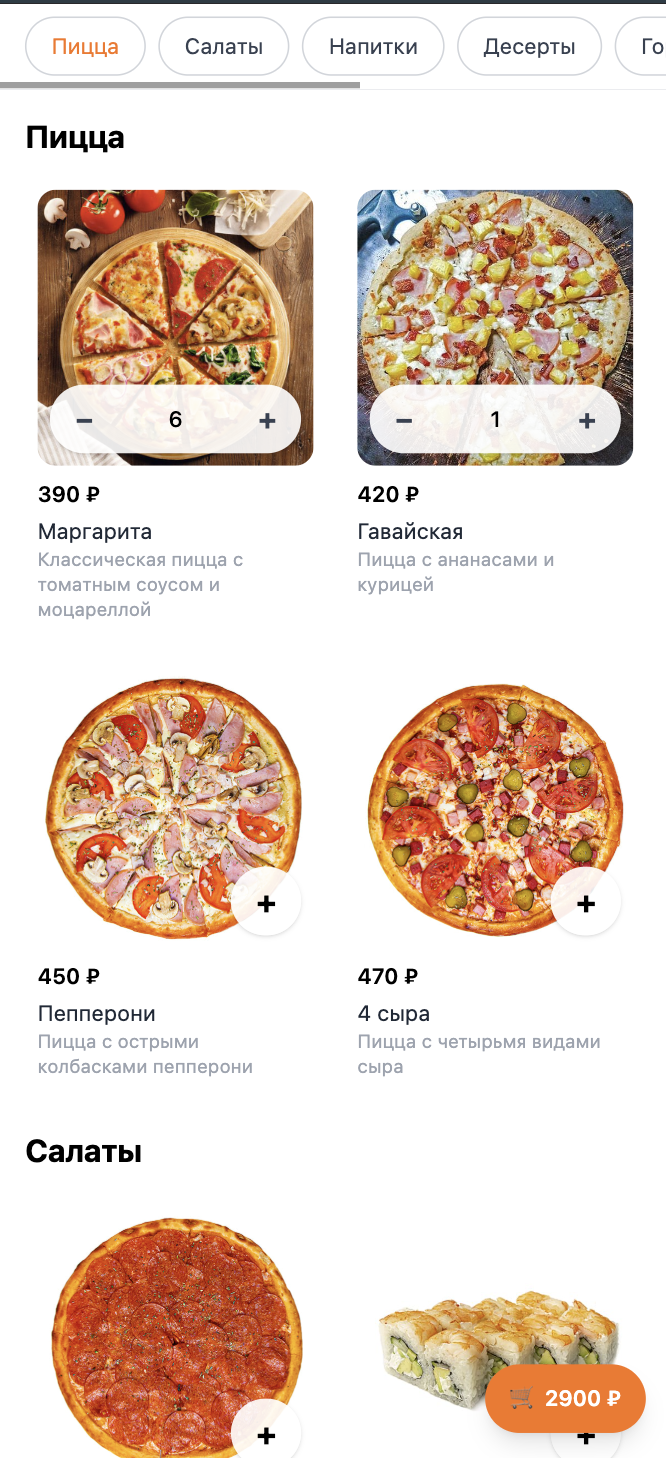 Пицца Салаты Напитки Десерты Го
Пицца
− 6 +
− 1 +
390 ₽
Маргарита
Классическая пицца с
томатным соусом и
моцареллой
420 ₽
Гавайская
Пицца с ананасами и
курицей
+
+
450 ₽
Пепперони
Пицца с острыми
колбасками пепперони
470 ₽
4 сыра
Пицца с четырьмя видами
сыра
Салаты
+
2900 ₽
+